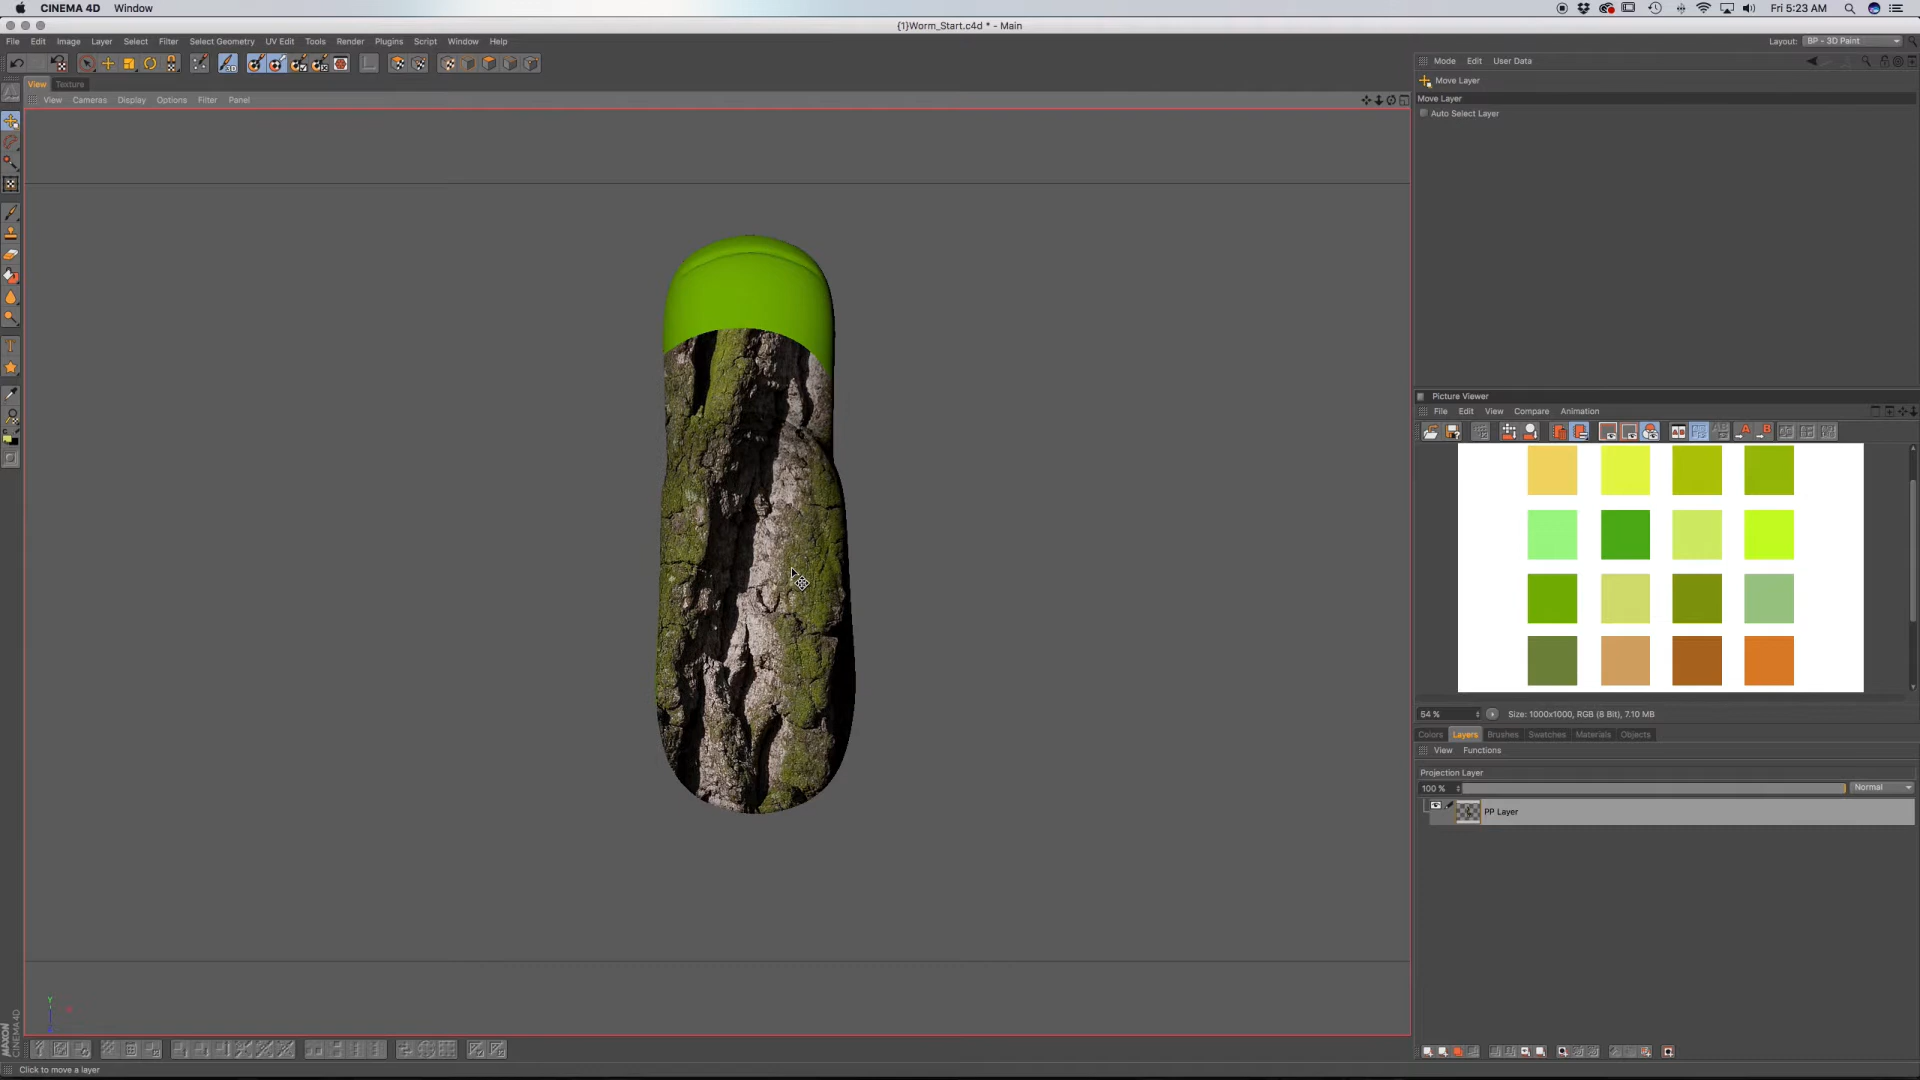 CINEMA 4D Window
Fri 5:23 AM
{1}Worm_Start.c4d * - Main
File Edit Image Layer Select Filter Select Geometry UV Edit Tools Render Plugins Script Window Help
Layout: BP - 3D Paint
3D
View Texture
View Cameras Display Options Filter Panel
Mode Edit User Data
Move Layer
Move Layer
Auto Select Layer
Picture Viewer
File Edit View Compare Animation
54 %
Size: 1000x1000, RGB (8 Bit), 7.10 MB
Colors Layers Brushes Swatches Materials Objects
View Functions
Projection Layer
100 %
Normal
PP Layer
Y
MAXON
CINEMA4D
Click to move a layer